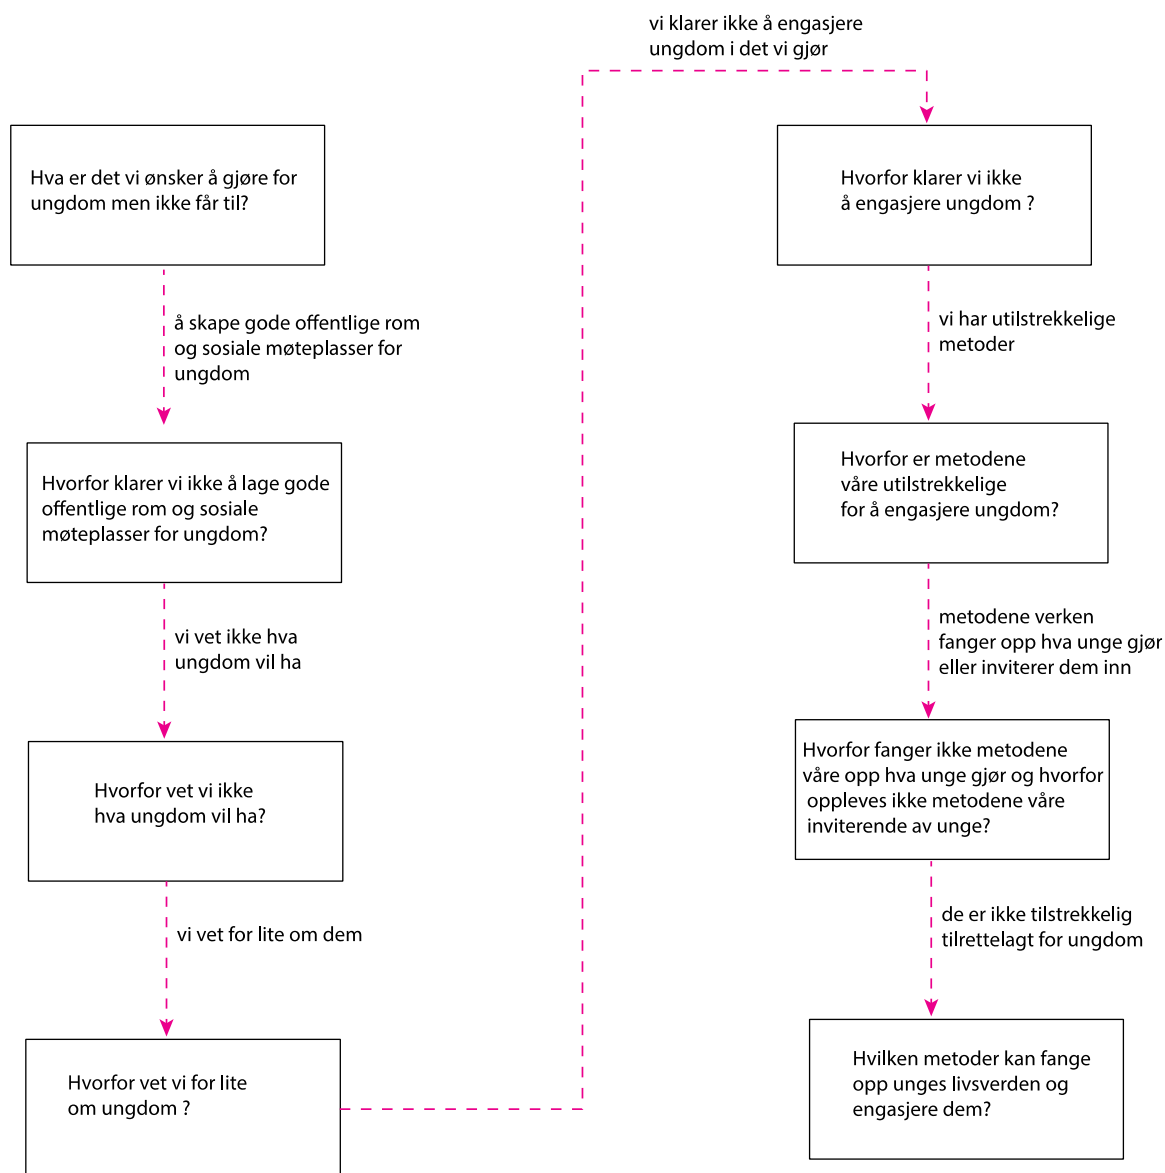 Hva er det vi ønsker å gjøre for
ungdom men ikke får til?
å skape gode offentlige rom
og sosiale møteplasser for
ungdom
Hvorfor klarer vi ikke å lage gode
offentlige rom og sosiale
møteplasser for ungdom?
vi vet ikke hva
ungdom vil ha
Hvorfor vet vi ikke
hva ungdom vil ha?
vi vet for lite om dem
Hvorfor vet vi for lite
om ungdom ?
vi klarer ikke å engasjere
ungdom i det vi gjør
Hvorfor klarer vi ikke
å engasjere ungdom ?
vi har utilstrekkelige
metoder
Hvorfor er metodene
våre utilstrekkelige
for å engasjere ungdom?
metodene verken
fanger opp hva unge gjør
eller inviterer dem inn
Hvorfor fanger ikke metodene
våre opp hva unge gjør og hvorfor
oppleves ikke metodene våre
inviterende av unge?
de er ikke tilstrekkelig
tilrettelagt for ungdom
Hvilken metoder kan fange
opp unges livsverden og
engasjere dem?